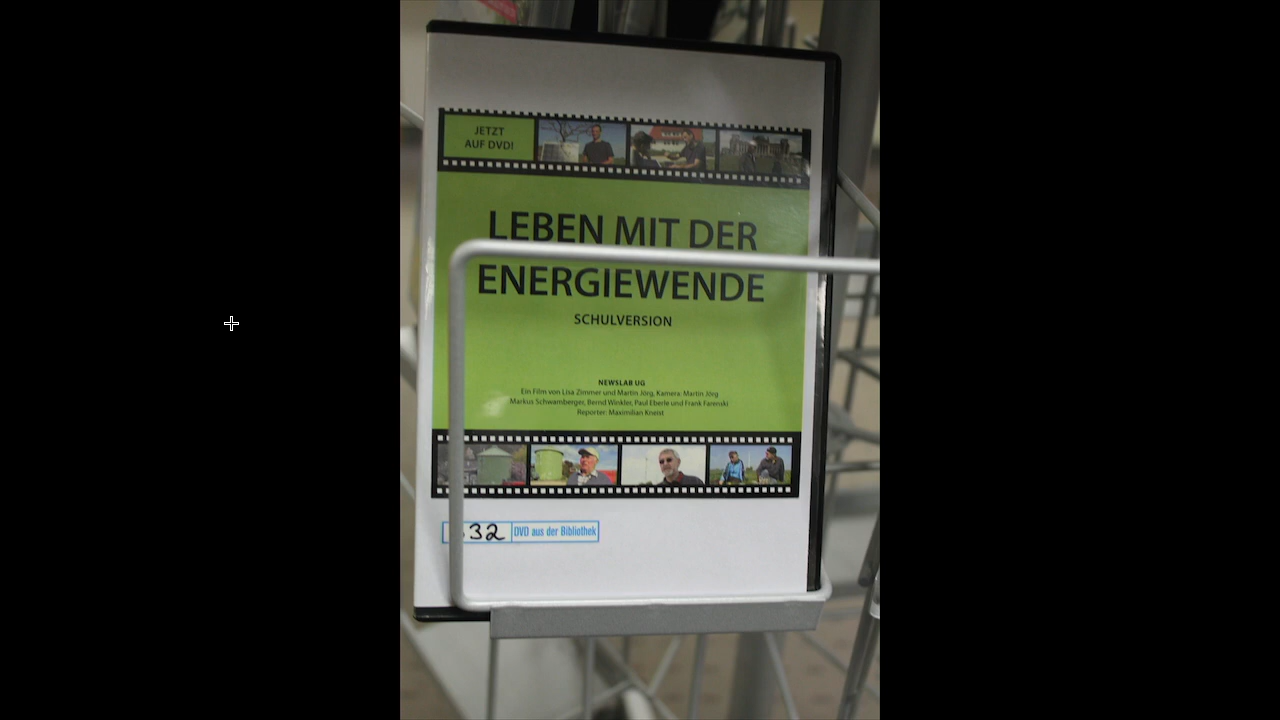 JETZT
AUF DVD!
LEBEN MIT DER
ENERGIEWENDE
SCHULVERSION
NEWSLAB UG
Ein Film von Lisa Zimmer und Martin Jörg, Kamera: Martin Jörg
Markus Schwamberger, Bernd Winkler, Paul Eberle und Frank Farenski
Reporter: Maximilian Kneist
32 DVD aus der Bibliothek